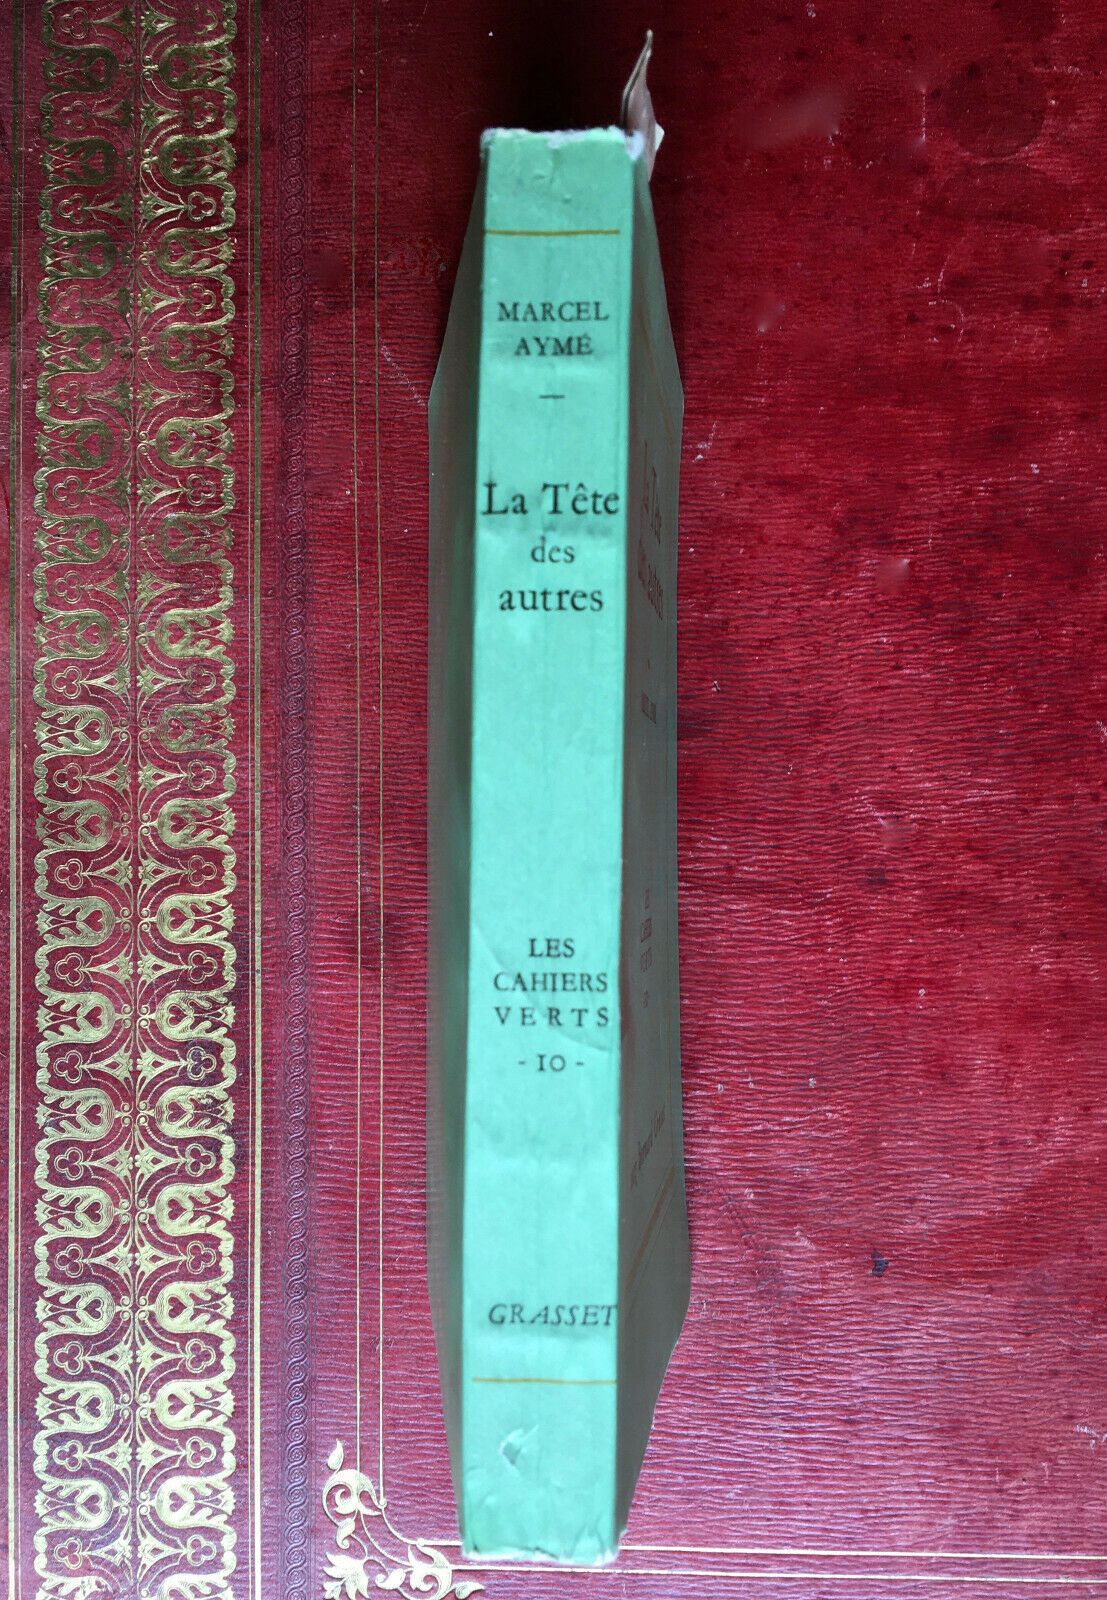 MARCEL
AYMÉ
—
La Tête
des
autres
LES
CAHIERS
VERTS
- 10 -
GRASSET